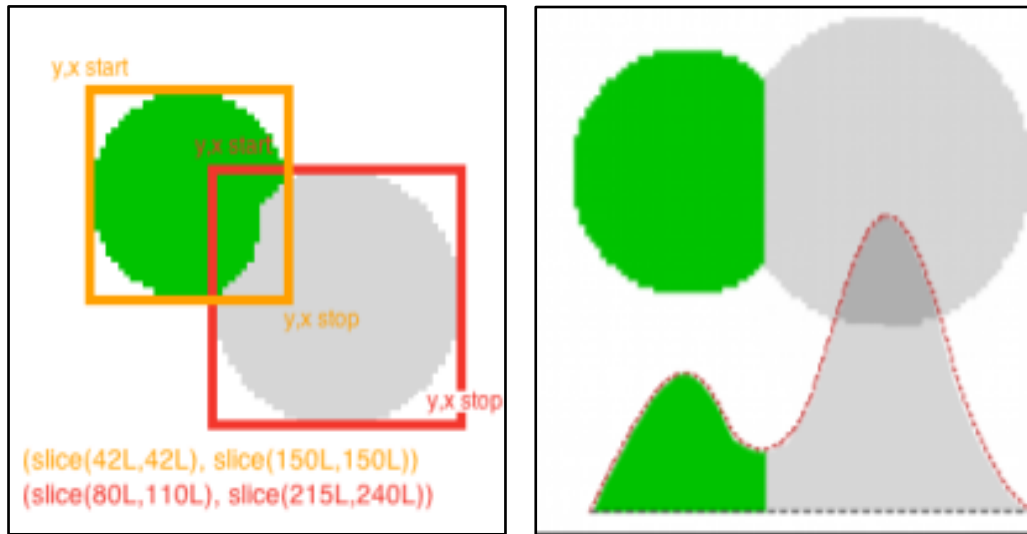 y,x start
y,x start
y,x stop
y,x stop
(slice(42L,42L), slice(150L,150L))
(slice(80L,110L), slice(215L,240L))